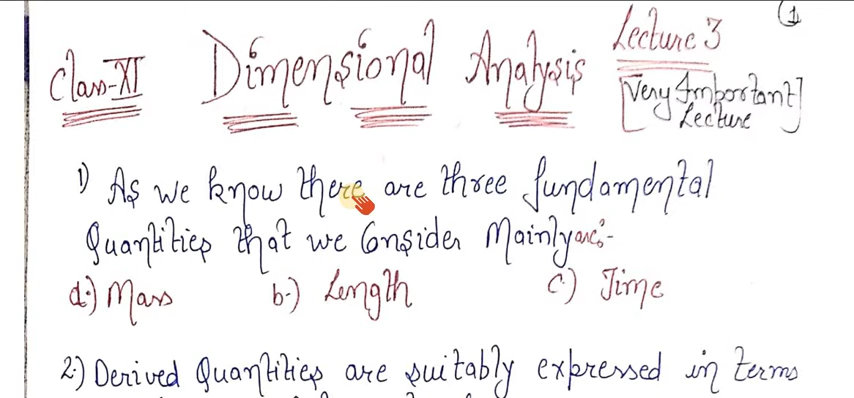 (1
Class-XI Dimensional Analysis Lecture 3
[Very Important Lecture]
1) As we know there are three fundamental
Quantities that we Consider Mainly are:-
a.) Mass b.) Length c) Time
2.) Derived Quantities are suitably expressed in terms